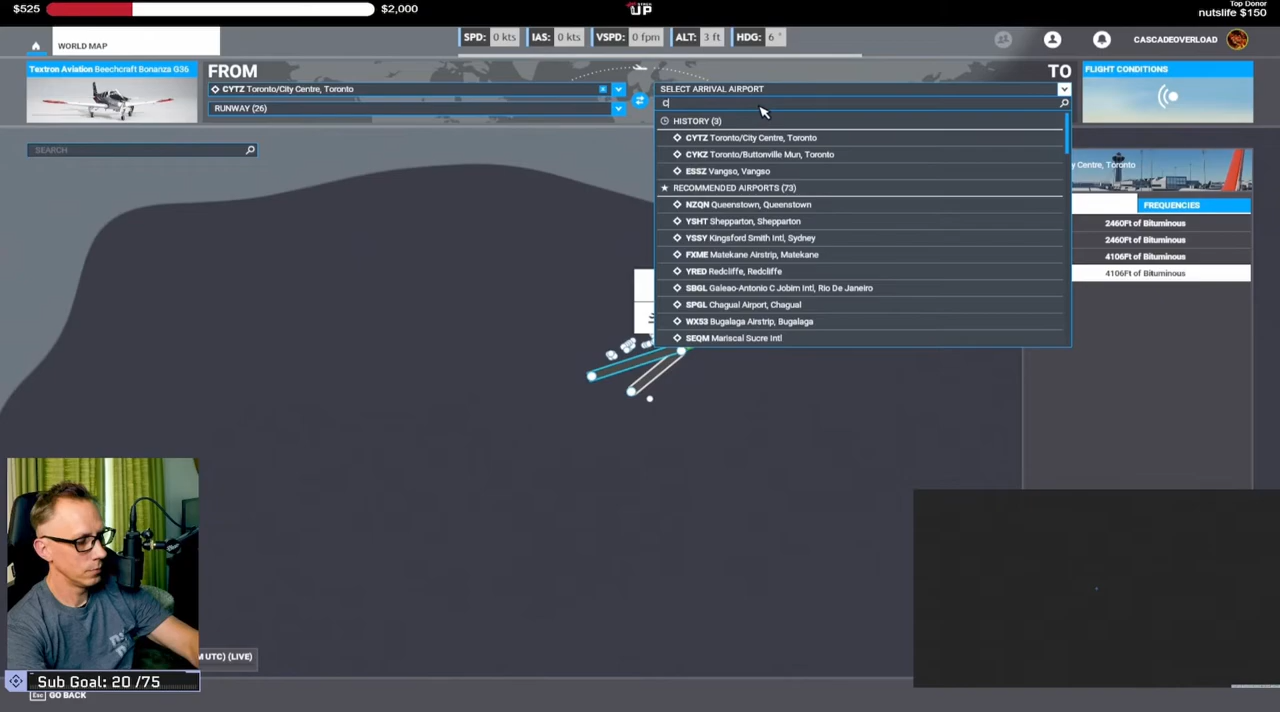 $525
$2,000
UP
Top Donor
nutslife $150
WORLD MAP
SPD: 0 kts
IAS: 0 kts
VSPD: 0 fpm
ALT: 3 ft
HDG: 6 °
CASCADEOVERLOAD
Textron Aviation Beechcraft Bonanza G36
FROM
CYTZ Toronto/City Centre, Toronto
RUNWAY (26)
TO
SELECT ARRIVAL AIRPORT
C
FLIGHT CONDITIONS
SEARCH
HISTORY (3)
CYTZ Toronto/City Centre, Toronto
CYKZ Toronto/Buttonville Mun, Toronto
ESSZ Vangso, Vangso
RECOMMENDED AIRPORTS (73)
NZQN Queenstown, Queenstown
YSHT Shepparton, Shepparton
YSSY Kingsford Smith Intl, Sydney
FXME Matekane Airstrip, Matekane
YRED Redcliffe, Redcliffe
SBGL Galeao-Antonio C Jobim Intl, Rio De Janeiro
SPGL Chagual Airport, Chagual
WX53 Bugalaga Airstrip, Bugalaga
SEQM Mariscal Sucre Intl
y Centre, Toronto
FREQUENCIES
2460Ft of Bituminous
2460Ft of Bituminous
4106Ft of Bituminous
4106Ft of Bituminous
M UTC) (LIVE)
Sub Goal: 20 /75
Esc GO BACK